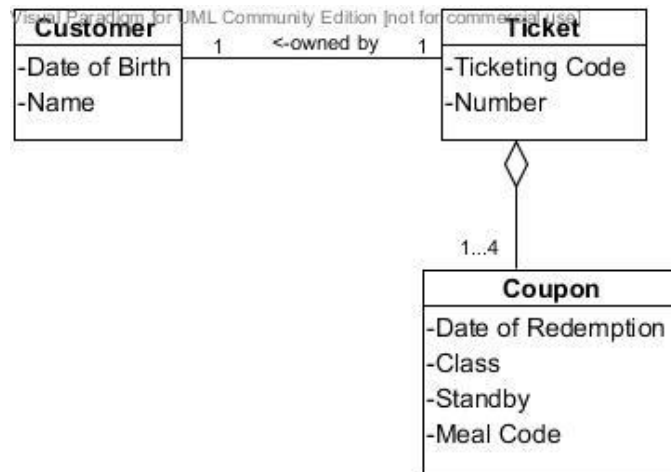 Visual Paradigm for UML Community Edition [not for commercial use]
Customer
-Date of Birth
-Name
1 <-owned by 1
Ticket
-Ticketing Code
-Number
1...4
Coupon
-Date of Redemption
-Class
-Standby
-Meal Code